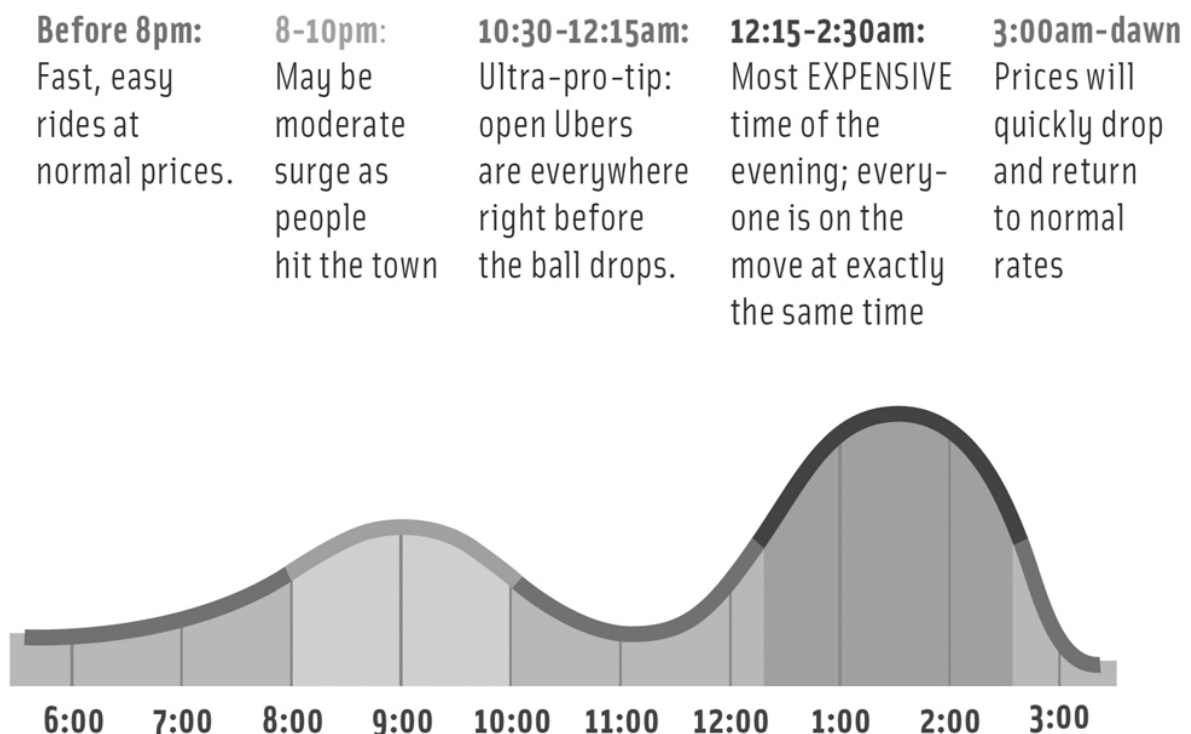 Before 8pm:
Fast, easy
rides at
normal prices.
8-10pm:
May be
moderate
surge as
people
hit the town
10:30-12:15am:
Ultra-pro-tip:
open Ubers
are everywhere
right before
the ball drops.
12:15-2:30am:
Most EXPENSIVE
time of the
evening; every-
one is on the
move at exactly
the same time
3:00am-dawn
Prices will
quickly drop
and return
to normal
rates
6:00 7:00 8:00 9:00 10:00 11:00 12:00 1:00 2:00 3:00